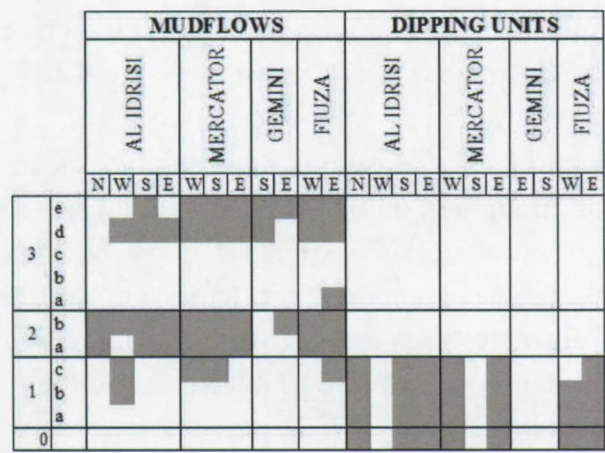 MUDFLOWS DIPPING UNITS
AL IDRISI MERCATOR GEMINI FIUZA AL IDRISI MERCATOR GEMINI FIUZA
N W S E W S E S E W E N W S E W S E E S W E
3 e
d
c
b
a
2 b
a
1 c
b
a
0